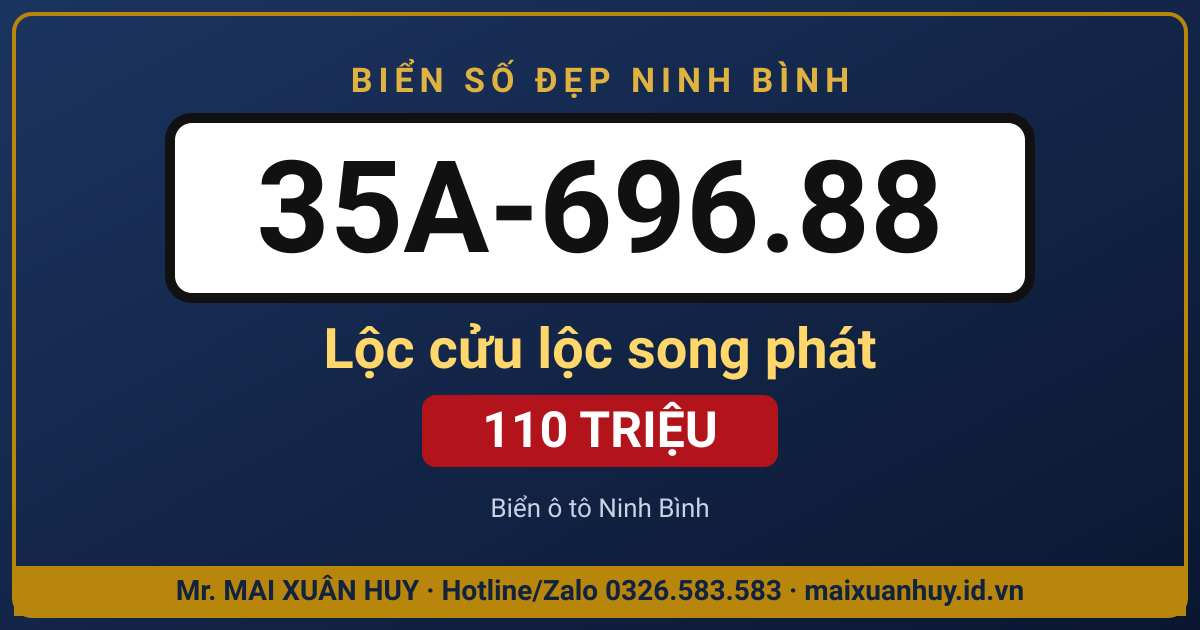 BIỂN SỐ ĐẸP NINH BÌNH
35A-696.88
Lộc cửu lộc song phát
110 TRIỆU
Biển ô tô Ninh Bình
Mr. MAI XUÂN HUY · Hotline/Zalo 0326.583.583 · maixuanhuy.id.vn